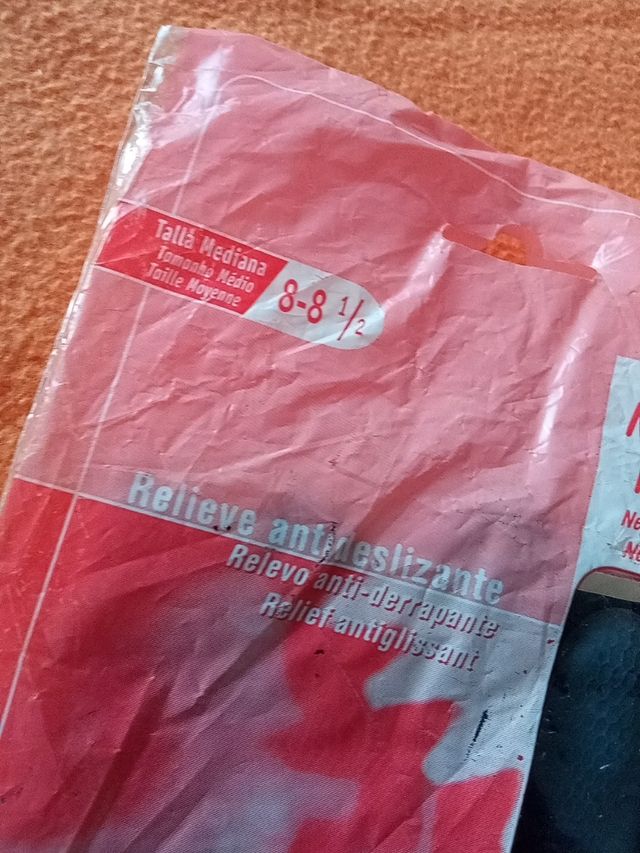 Talla Mediana
Tamanho Médio
Taille Moyenne
8-8 1/2
Relieve antideslizante
Relevo anti-derrapante
Relief antiglissant